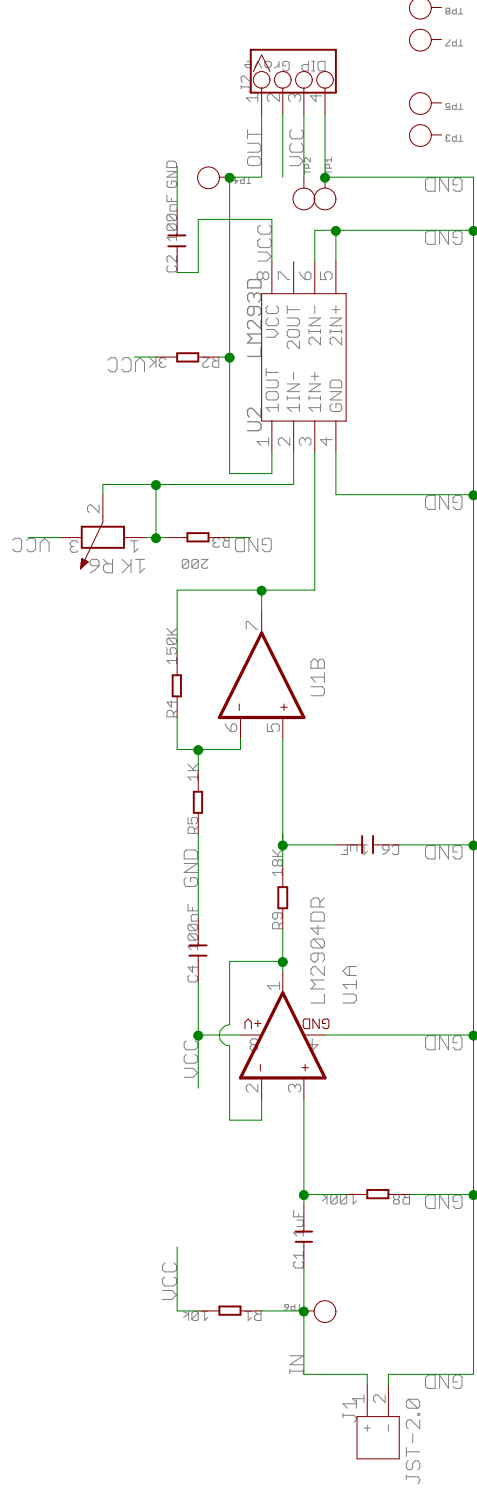 TP8
TP7
TP5
TP3
J2
DIP Grove
1
2
3
4
OUT
VCC
TP2
TP1
TP4
GND
C2
100nF
GND
VCC
GND
LM293D
U2
8
7
6
5
VCC
2OUT
2IN-
2IN+
1OUT
1IN-
1IN+
GND
1
2
3
4
VCC
3k
R2
GND
VCC
3
2
1
1K
R6
GND
R3
200
150K
R4
7
U1B
6
5
-
+
1K
R5
GND
18K
R9
C6
1uF
GND
100nF
C4
LM2904DR
U1A
1
+V
8
GND
4
GND
VCC
2
3
-
+
100k
R8
GND
1uF
C1
VCC
10k
R1
TP6
IN
GND
J1
1
2
+
-
JST-2.0